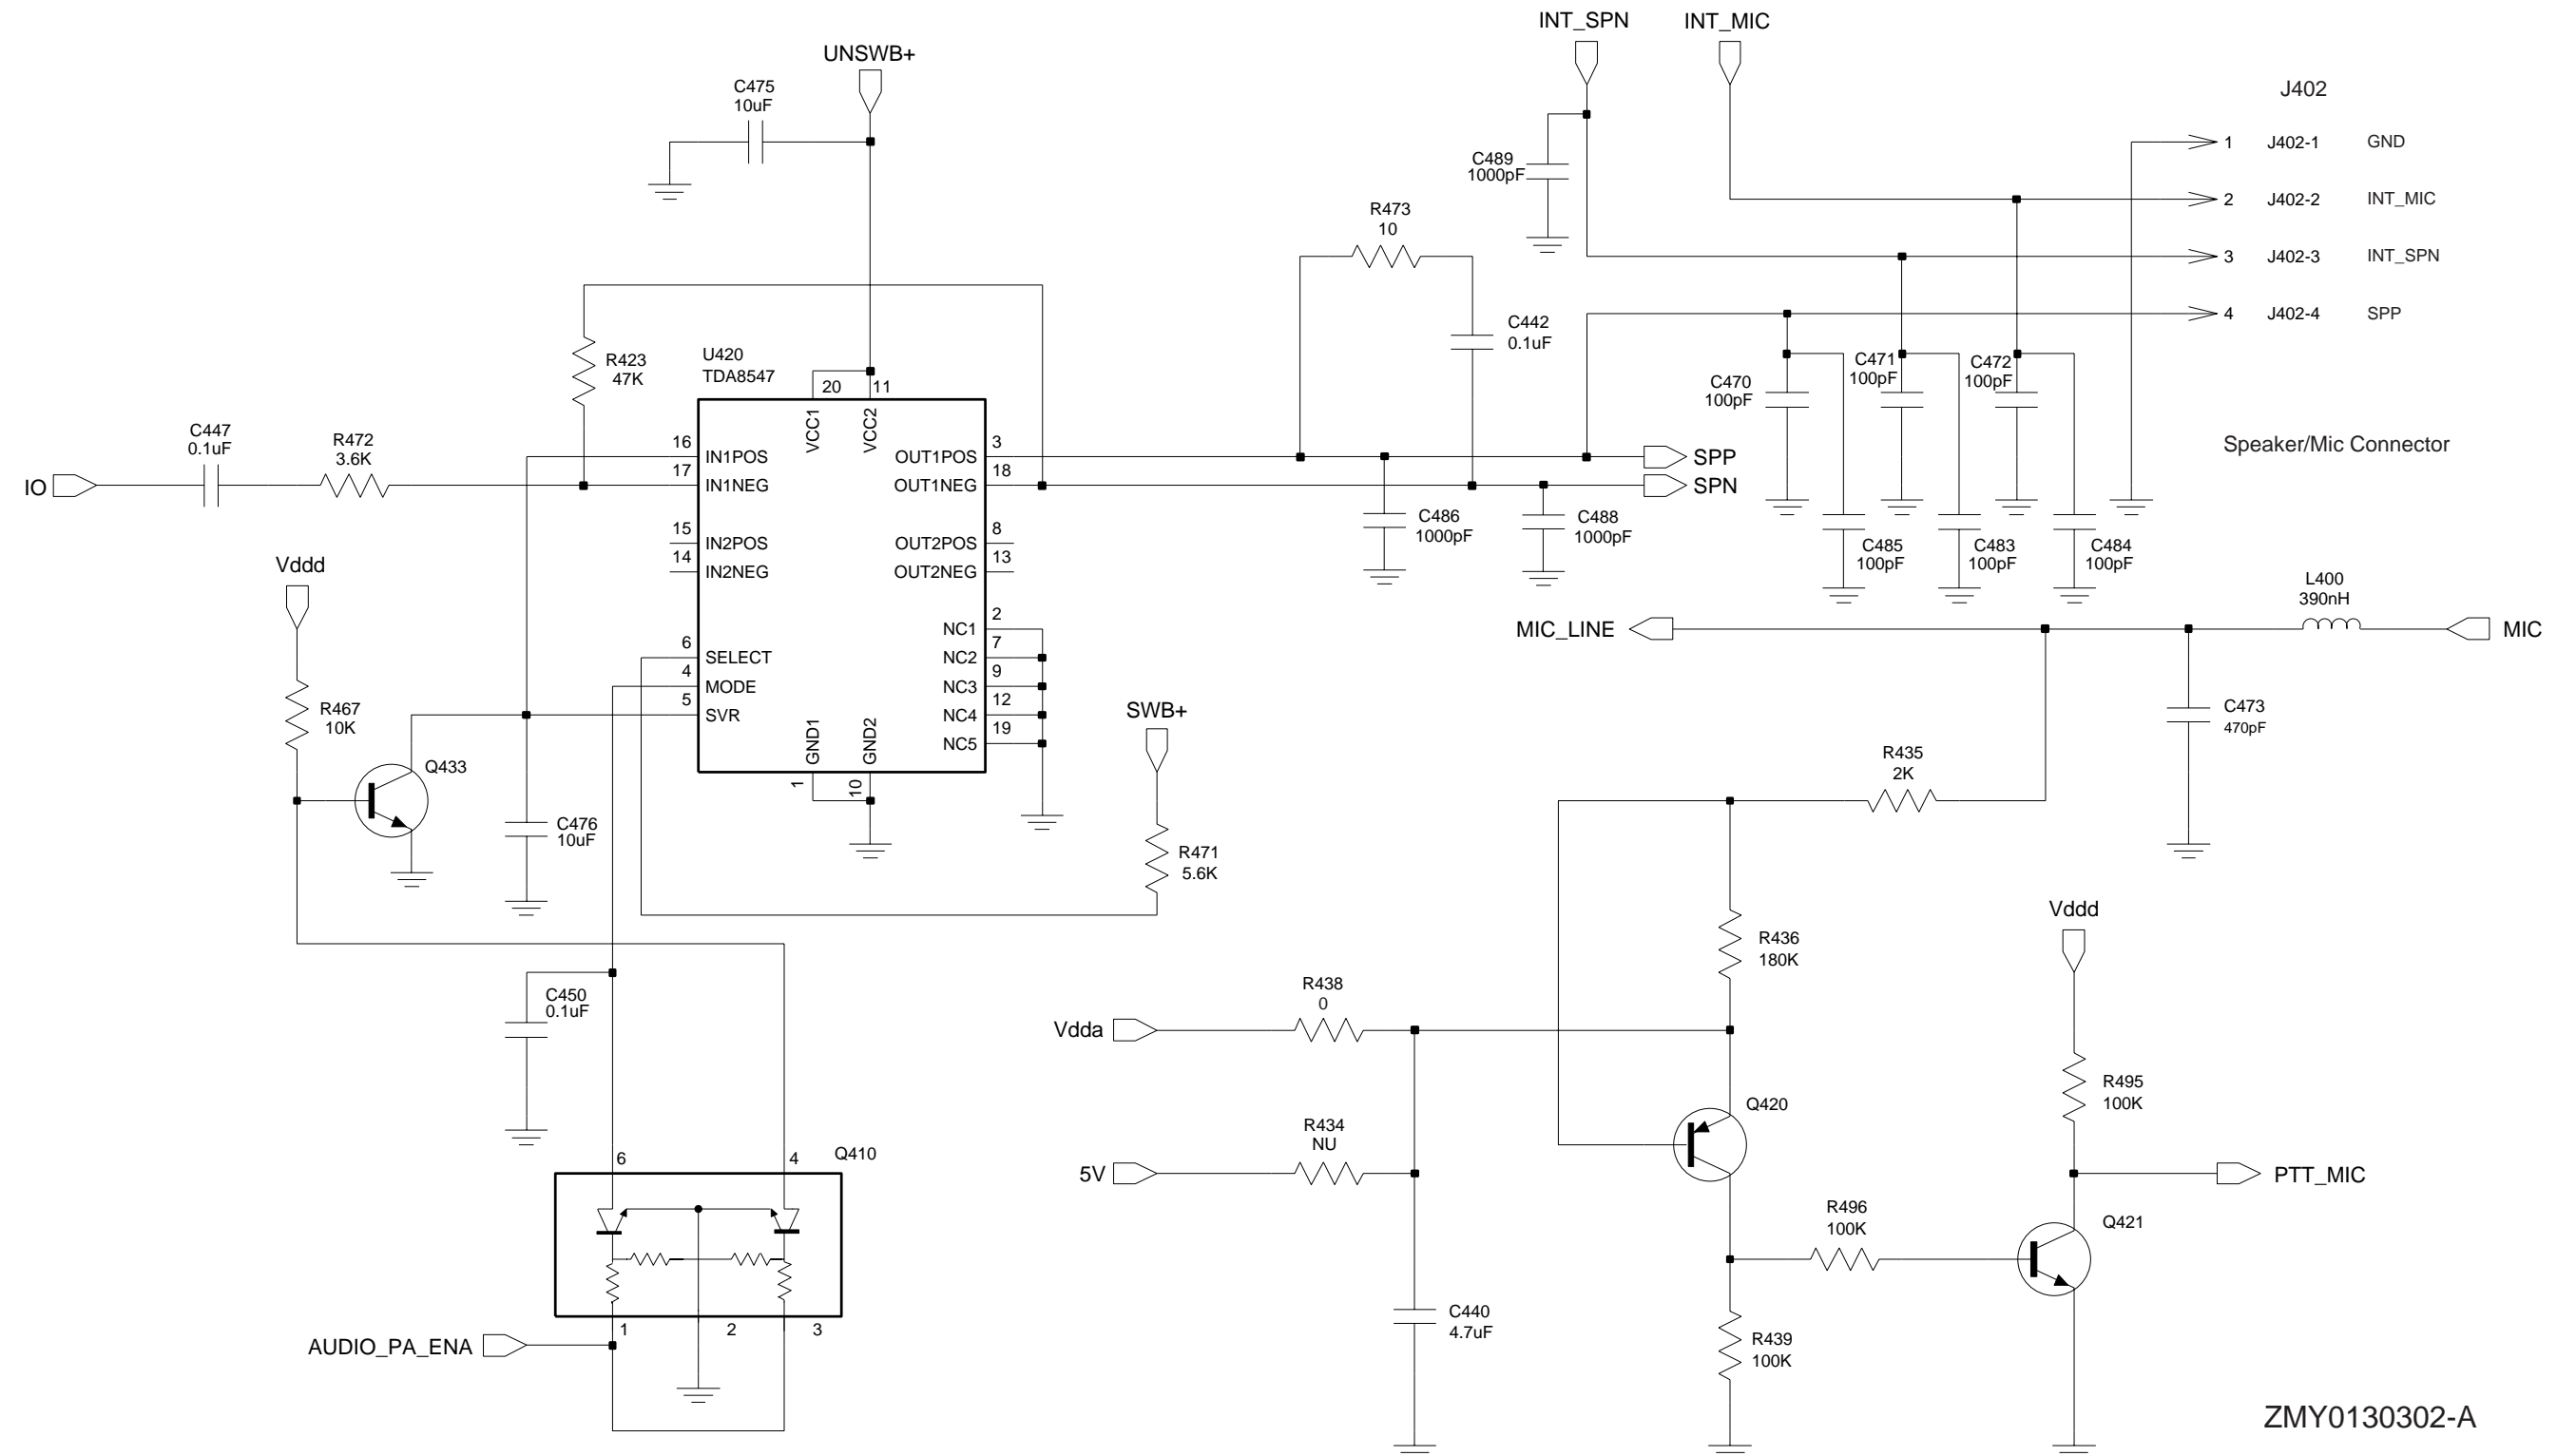 INT_SPN
INT_MIC
UNSWB+
C475
10uF
J402
1 J402-1 GND
C489
1000pF
2 J402-2 INT_MIC
R473
10
3 J402-3 INT_SPN
C442
0.1uF
4 J402-4 SPP
R423
47K
U420
TDA8547
20
11
VCC1
VCC2
C470
100pF
C471
100pF
C472
100pF
C447
0.1uF
R472
3.6K
Speaker/Mic Connector
16
IN1POS
OUT1POS
3
SPP
IO
17
IN1NEG
OUT1NEG
18
SPN
C486
1000pF
C488
1000pF
15
IN2POS
OUT2POS
8
14
IN2NEG
OUT2NEG
13
C485
100pF
C483
100pF
C484
100pF
Vddd
L400
390nH
MIC_LINE
MIC
NC1
2
6
SELECT
NC2
7
4
MODE
NC3
9
5
SVR
NC4
12
NC5
19
GND1
GND2
1
10
R467
10K
Q433
C476
10uF
SWB+
R471
5.6K
C473
470pF
R435
2K
Vddd
R436
180K
C450
0.1uF
R438
0
Vdda
R495
100K
Q420
R434
NU
5V
6
4
Q410
PTT_MIC
R496
100K
Q421
1
2
3
AUDIO_PA_ENA
C440
4.7uF
R439
100K
ZMY0130302-A